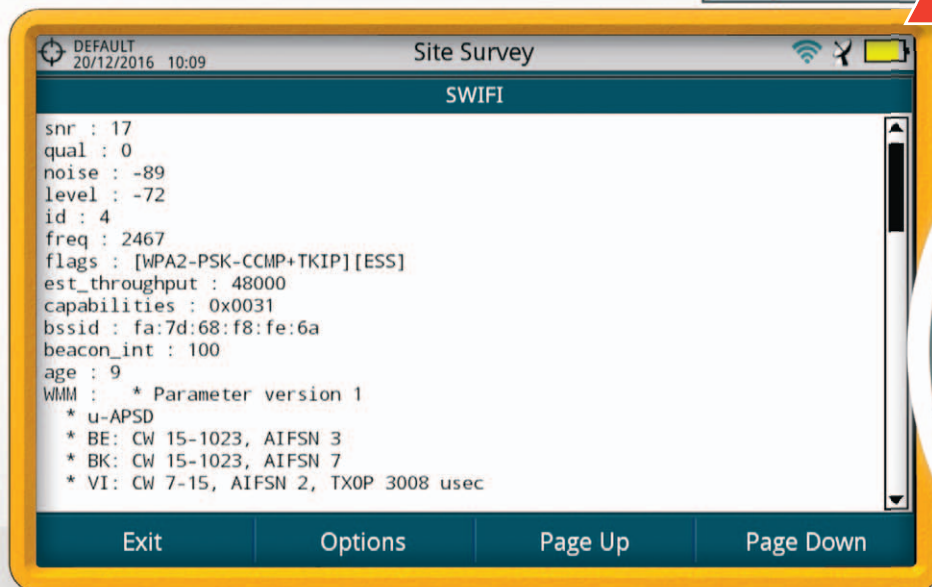 DEFAULT
20/12/2016 10:09
Site Survey
SWIFI
snr : 17
qual : 0
noise : -89
level : -72
id : 4
freq : 2467
flags : [WPA2-PSK-CCMP+TKIP][ESS]
est_throughput : 48000
capabilities : 0x0031
bssid : fa:7d:68:f8:fe:6a
beacon_int : 100
age : 9
WMM :   * Parameter version 1
* u-APSD
* BE: CW 15-1023, AIFSN 3
* BK: CW 15-1023, AIFSN 7
* VI: CW 7-15, AIFSN 2, TXOP 3008 usec
Exit Options Page Up Page Down